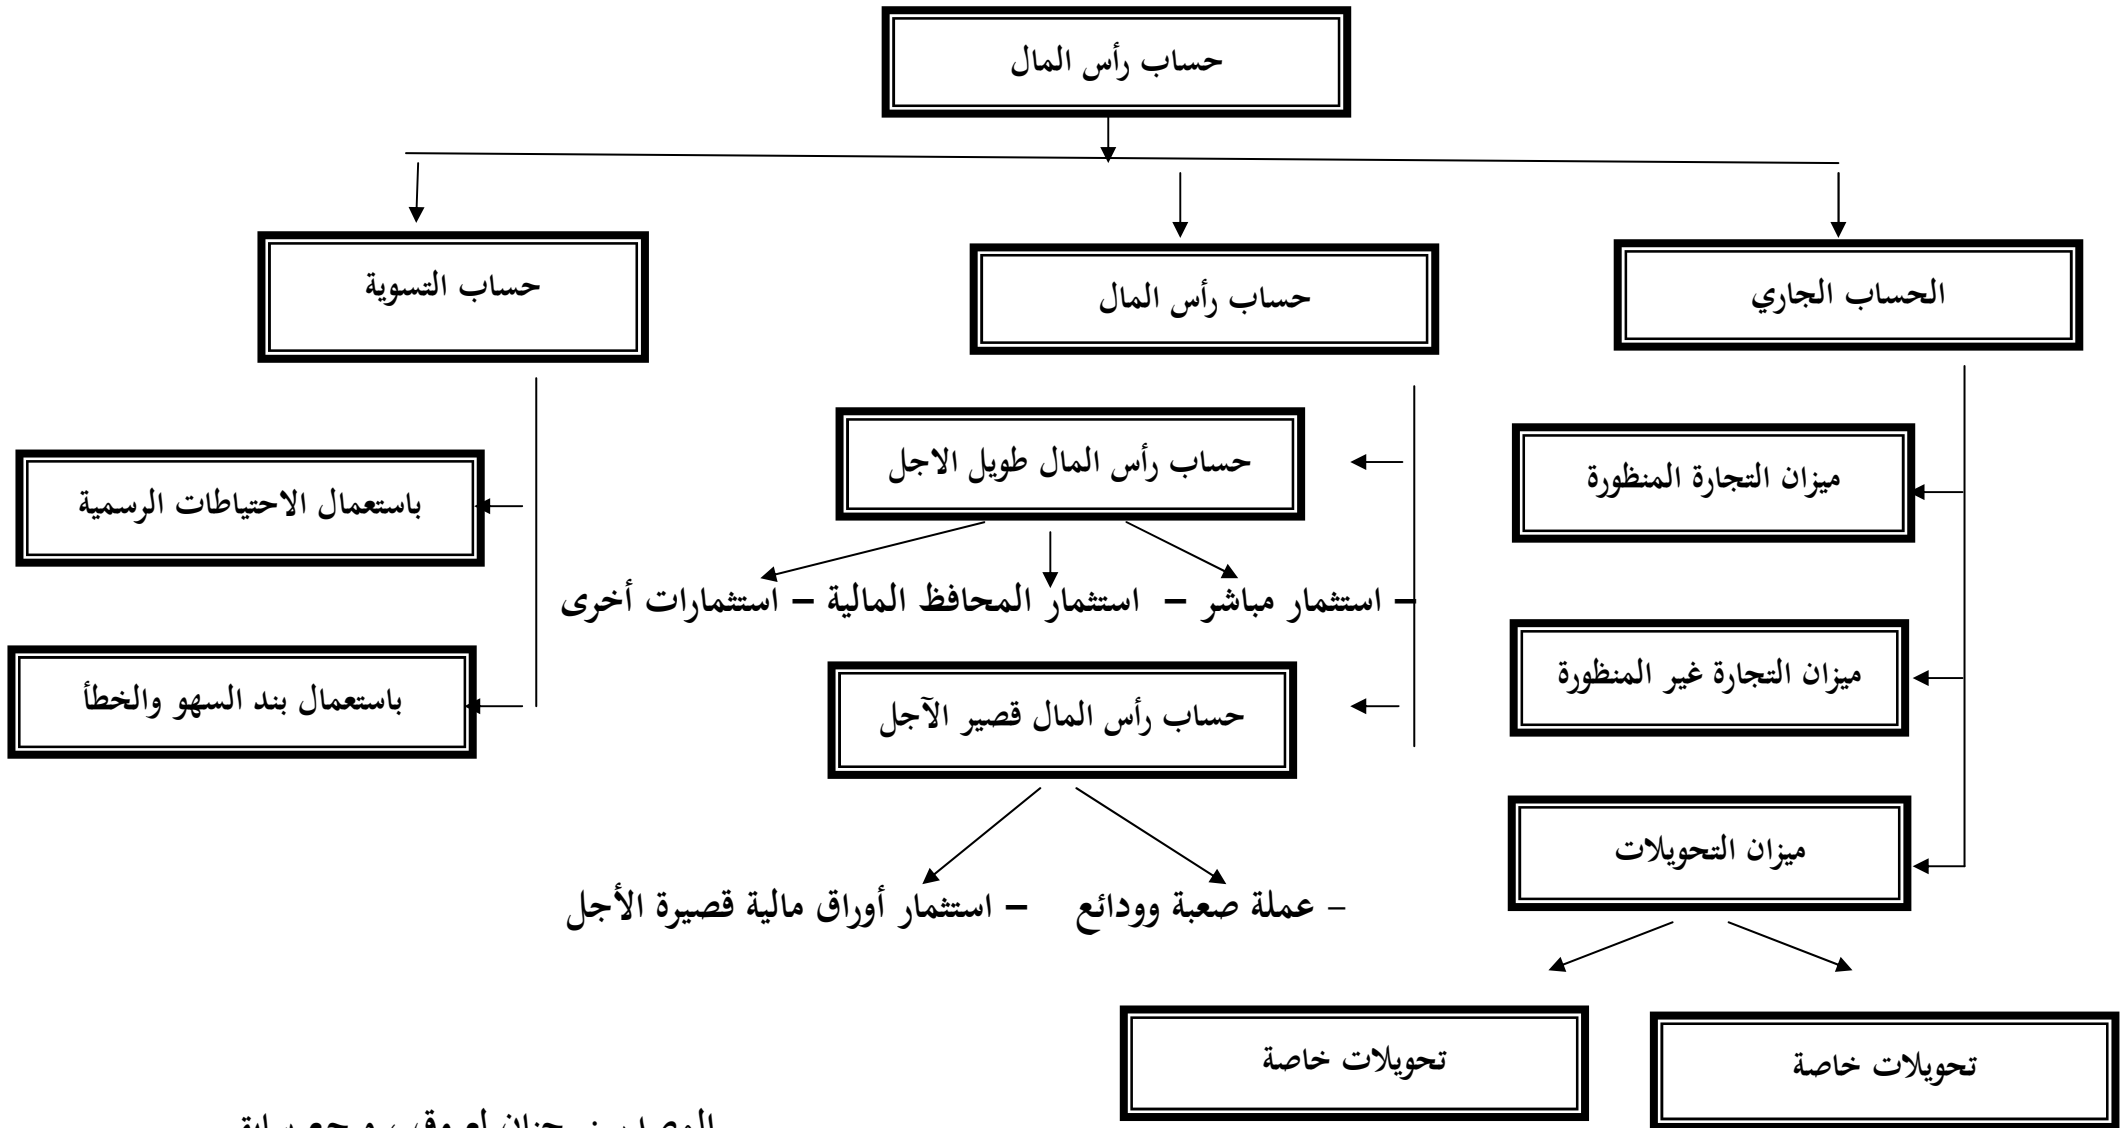 حساب رأس المال
الحساب الجاري
حساب رأس المال
حساب التسوية
ميزان التجارة المنظورة
ميزان التجارة غير المنظورة
ميزان التحويلات
تحويلات خاصة
تحويلات خاصة
حساب رأس المال طويل الاجل
– استثمار مباشر – استثمار المحافظ المالية – استثمارات أخرى
حساب رأس المال قصير الآجل
- عملة صعبة وودائع – استثمار أوراق مالية قصيرة الأجل
باستعمال الاحتياطات الرسمية
باستعمال بند السهو والخطأ